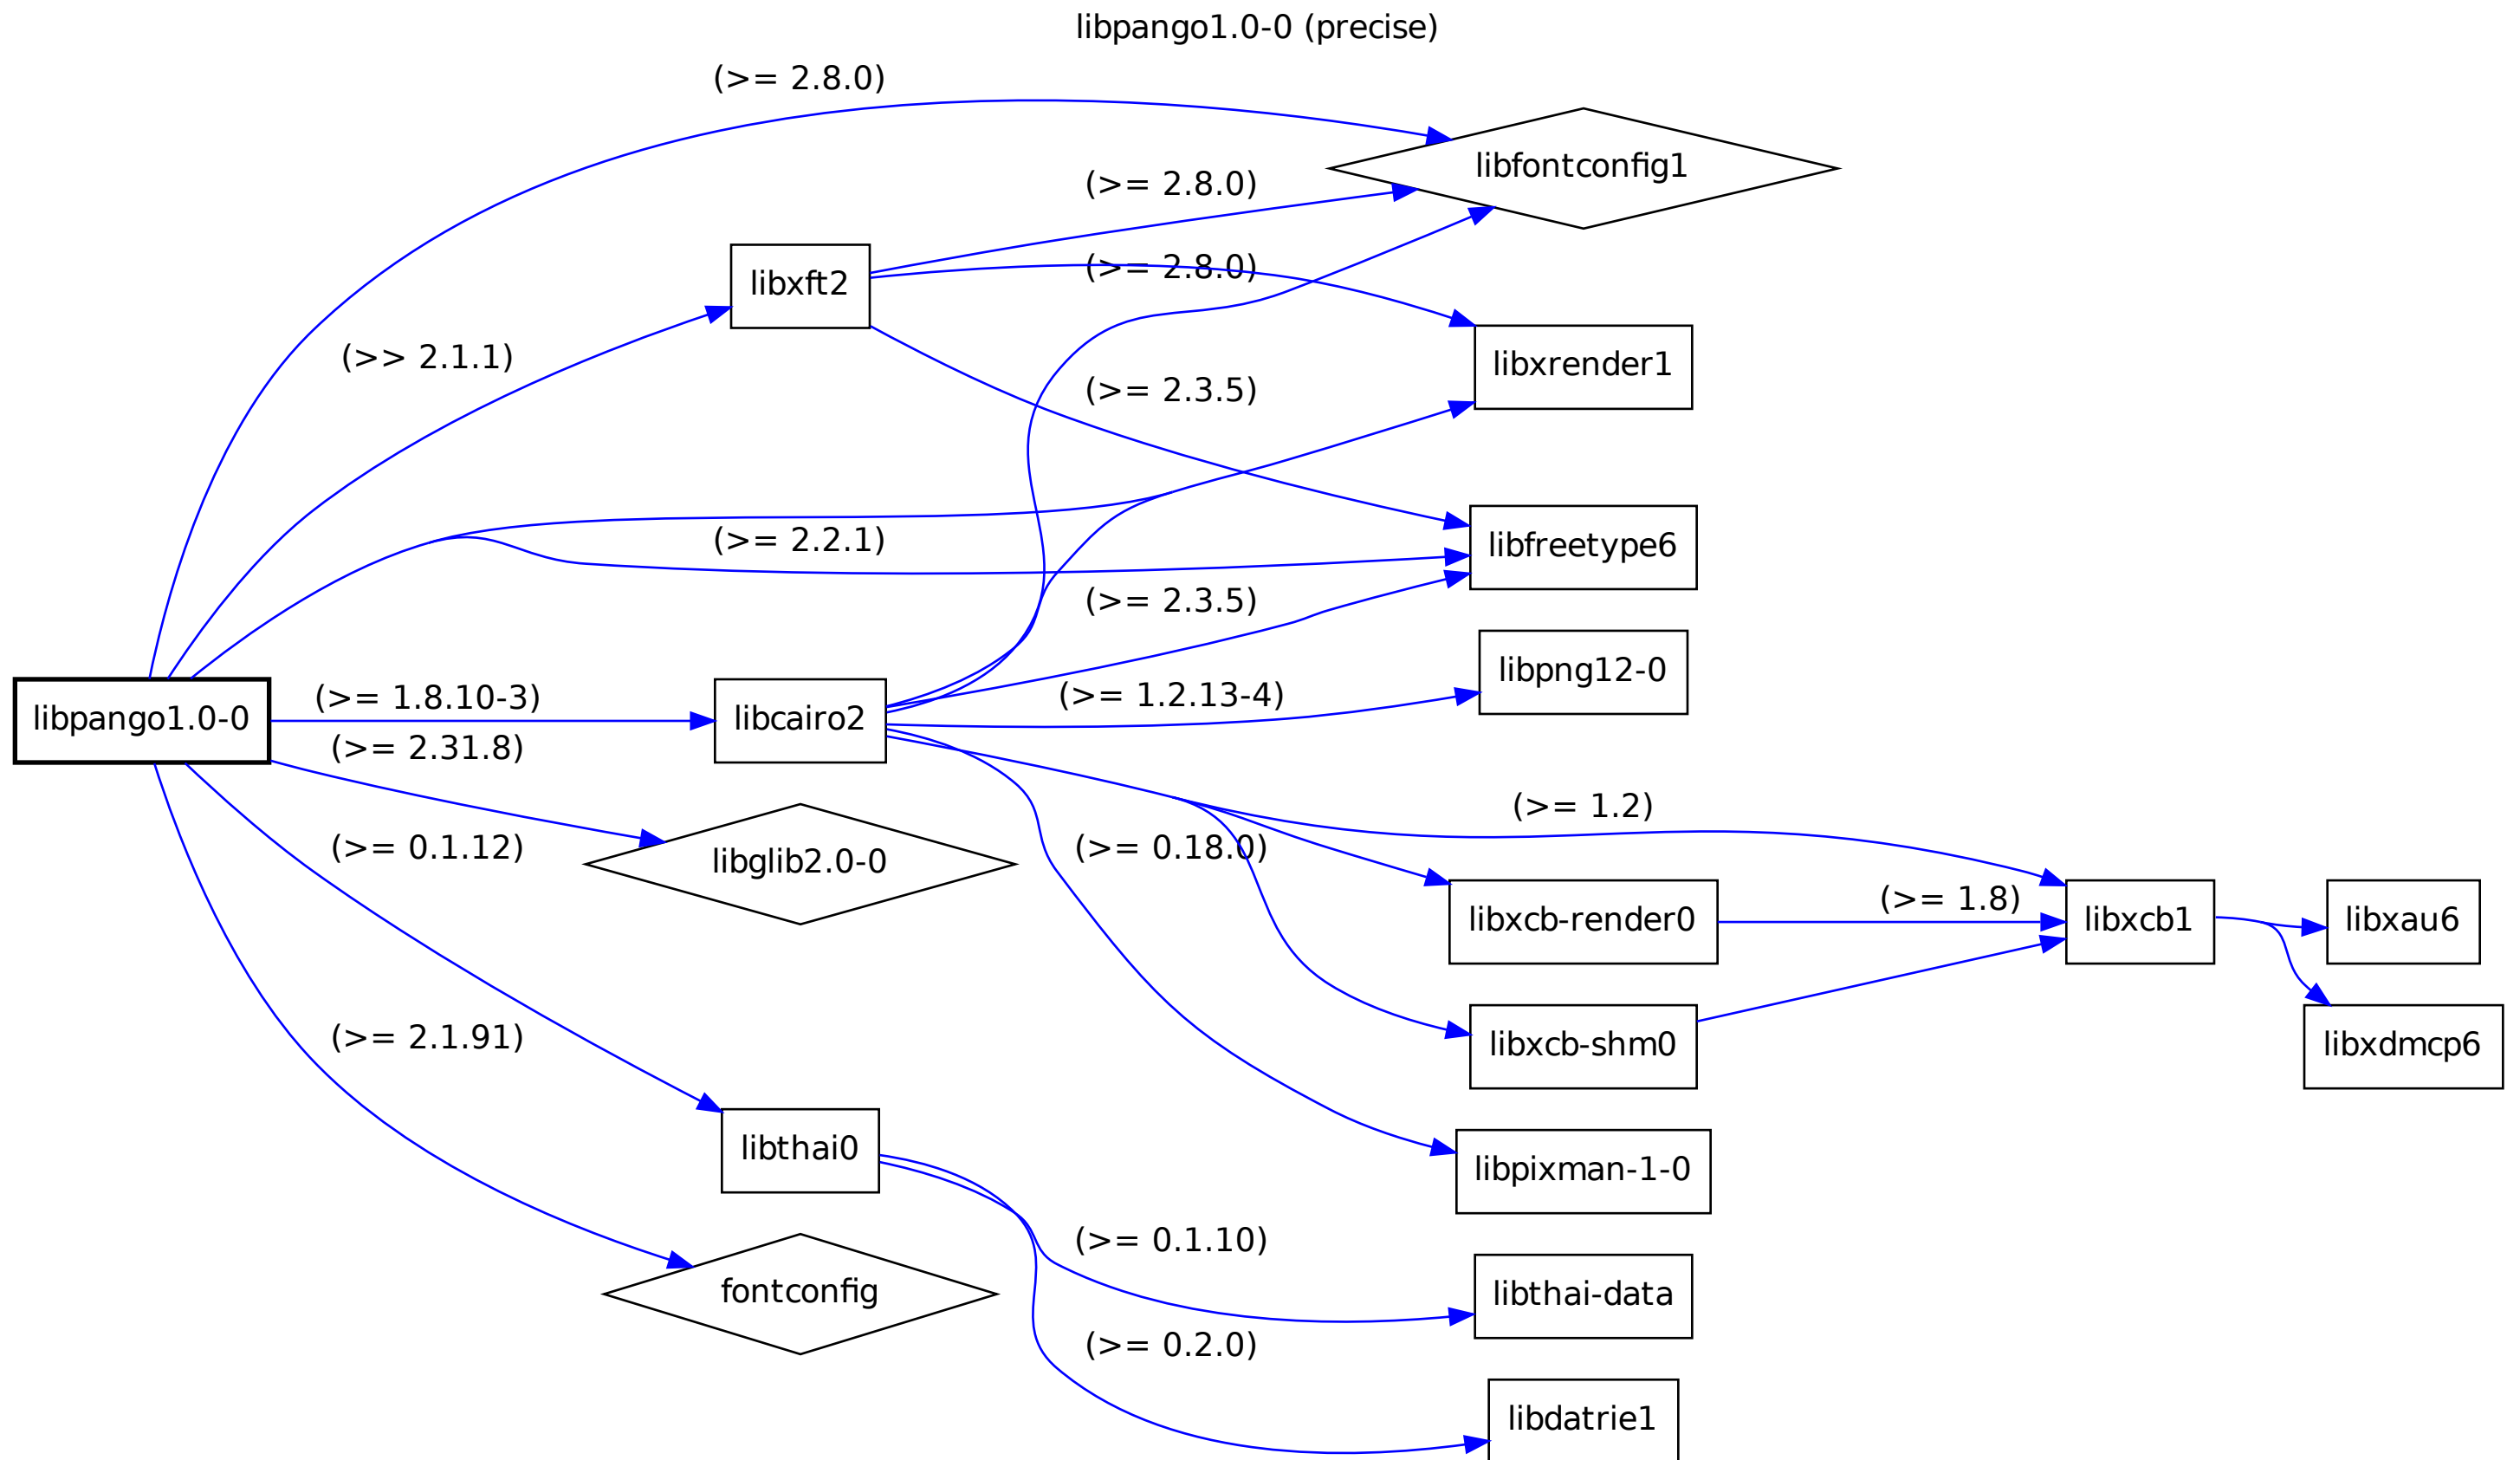 libpango1.0-0 (precise)
(>= 2.8.0)
libfontconfig1
(>= 2.8.0)
(>= 2.8.0)
libxft2
(>> 2.1.1)
libxrender1
(>= 2.3.5)
(>= 2.2.1)
libfreetype6
(>= 2.3.5)
libpng12-0
(>= 1.8.10-3)
(>= 1.2.13-4)
libpango1.0-0
libcairo2
(>= 2.31.8)
(>= 1.2)
(>= 0.1.12)
(>= 0.18.0)
libglib2.0-0
(>= 1.8)
libxcb-render0
libxcb1
libxau6
(>= 2.1.91)
libxcb-shm0
libxdmcp6
libthai0
libpixman-1-0
(>= 0.1.10)
fontconfig
libthai-data
(>= 0.2.0)
libdatrie1